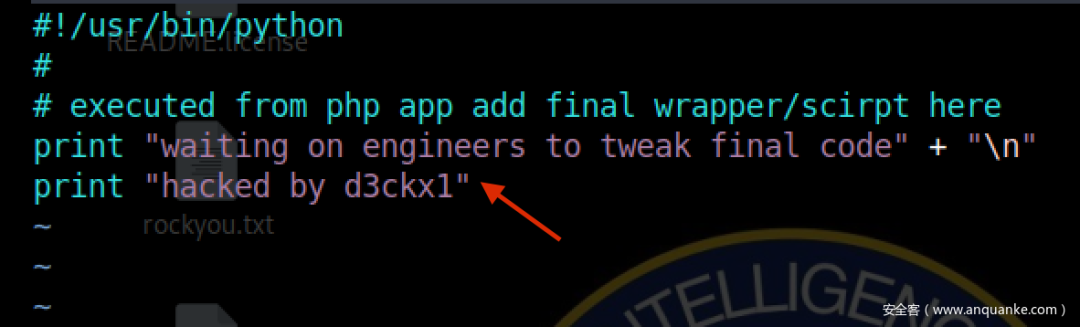 #!/usr/bin/python
README.license
#
# executed from php app add final wrapper/scirpt here
print "waiting on engineers to tweak final code" + "\n"
print "hacked by d3ckx1"
~
rockyou.txt
~
~
INTELLIGENC
安全客（www.anquanke.com）